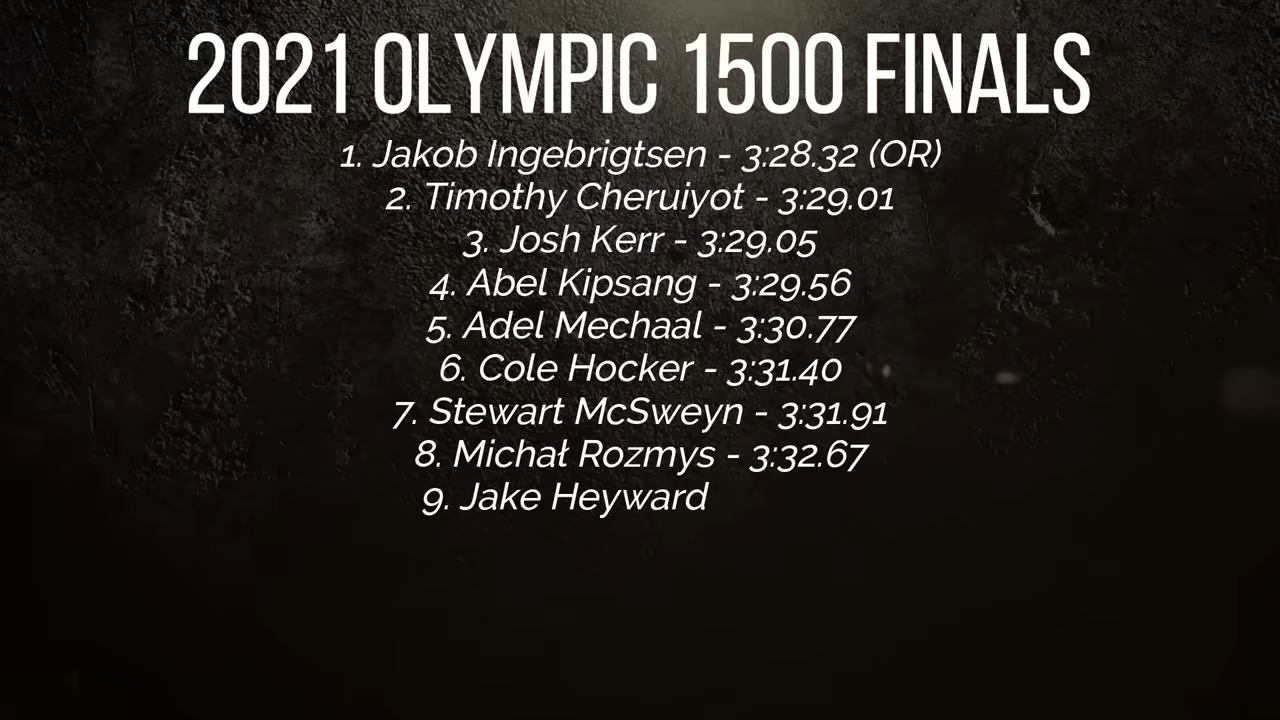 2021 OLYMPIC 1500 FINALS
1. Jakob Ingebrigtsen - 3:28.32 (OR)
2. Timothy Cheruiyot - 3:29.01
3. Josh Kerr - 3:29.05
4. Abel Kipsang - 3:29.56
5. Adel Mechaal - 3:30.77
6. Cole Hocker - 3:31.40
7. Stewart McSweyn - 3:31.91
8. Michał Rozmys - 3:32.67
9. Jake Heyward